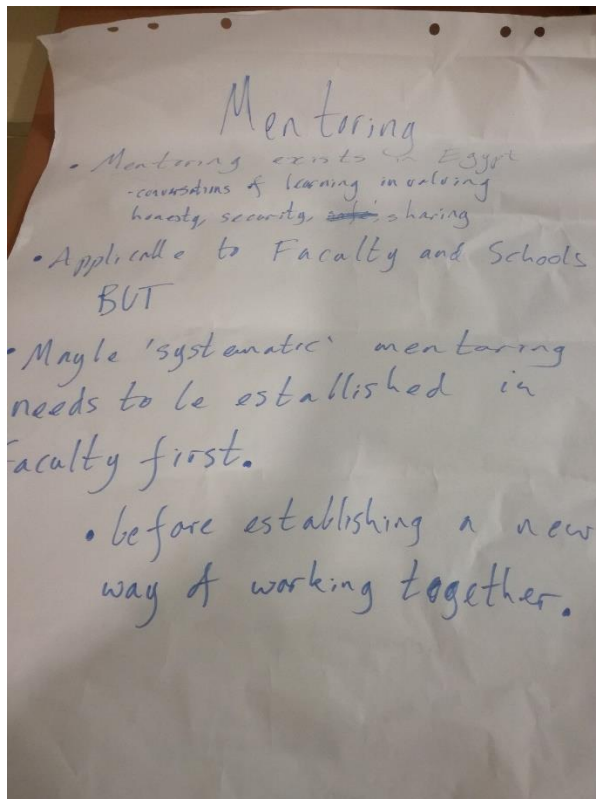 Mentoring
• Mentoring exists in Egypt
- conversations of learning involving
honesty, security, sharing
• Applicable to Faculty and Schools
BUT
• Maybe 'systematic' mentoring
needs to be established in
Faculty first.
• before establishing a new
way of working together.